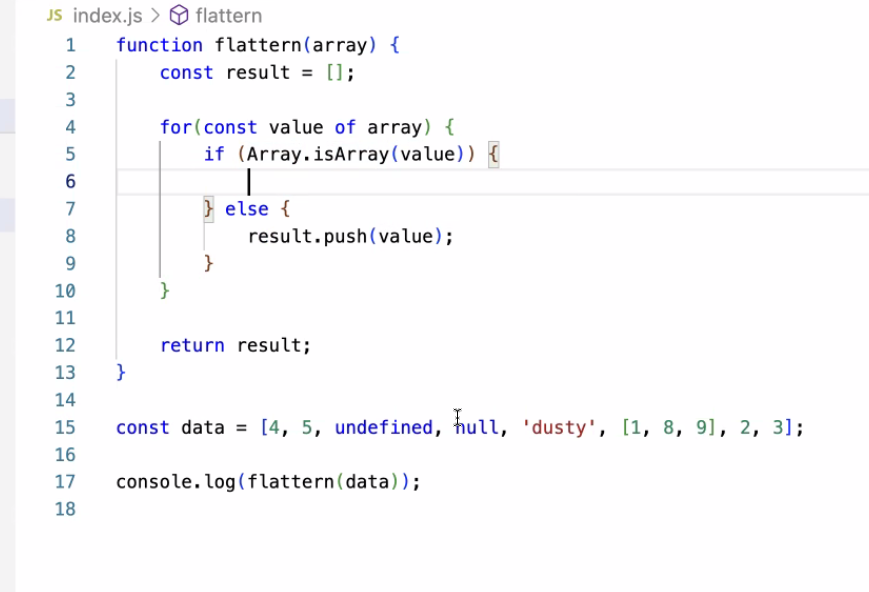 JS index.js > flattern
1 function flattern(array) {
2 const result = [];
3
4 for(const value of array) {
5 if (Array.isArray(value)) {
6
7 } else {
8 result.push(value);
9 }
10 }
11
12 return result;
13 }
14
15 const data = [4, 5, undefined, null, 'dusty', [1, 8, 9], 2, 3];
16
17 console.log(flattern(data));
18